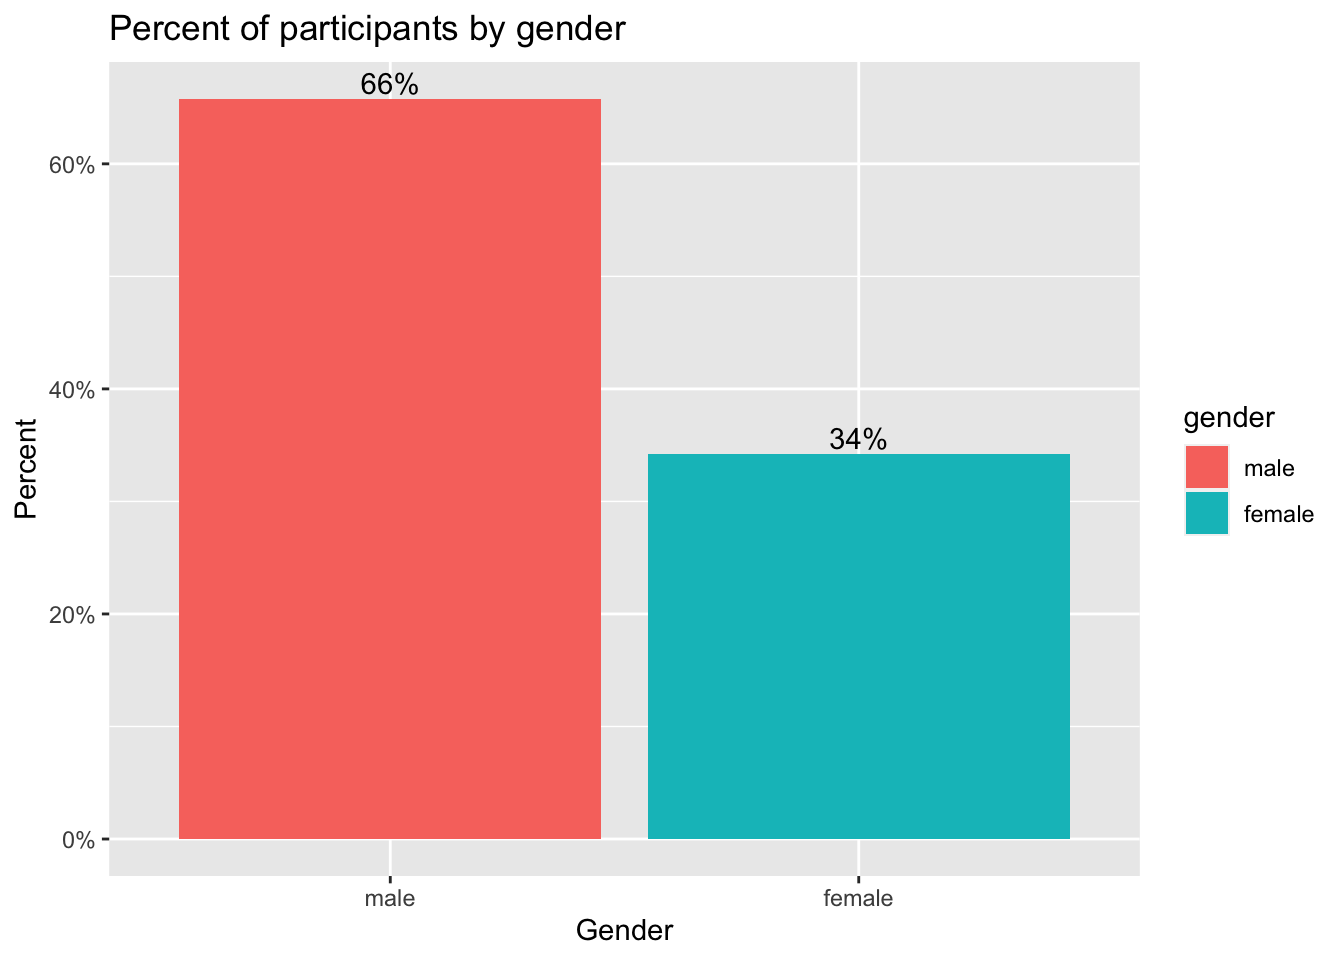 Percent of participants by gender
66%
60%
40%
34%
20%
0%
Percent
male
female
Gender
gender
male
female